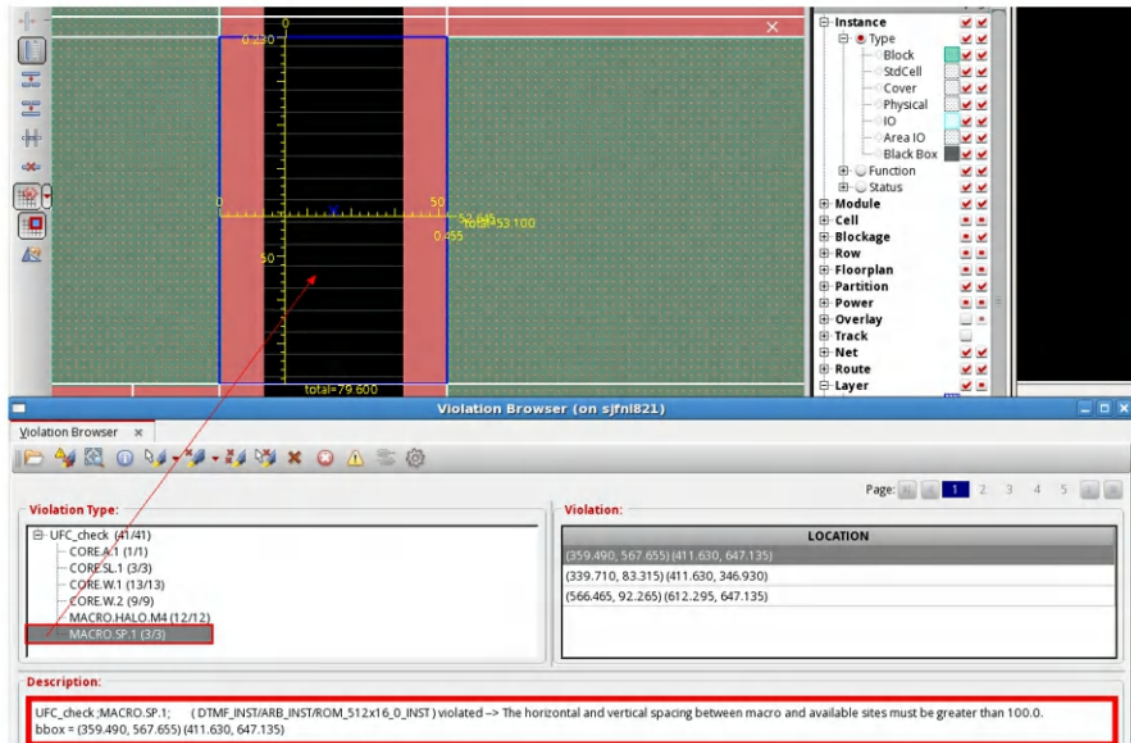 0
0.230
0
50
52.645
total=53.100
0.455
50
total=79.600
Instance
Type
Block
StdCell
Cover
Physical
IO
Area IO
Black Box
Function
Status
Module
Cell
Blockage
Row
Floorplan
Partition
Power
Overlay
Track
Net
Route
Layer
Violation Browser (on sjfnl821)
Violation Browser x
Page: 1 2 3 4 5
Violation Type:
UFC_check (41/41)
CORE.A.1 (1/1)
CORE.SL.1 (3/3)
CORE.W.1 (13/13)
CORE.W.2 (9/9)
MACRO.HALO.M4 (12/12)
MACRO.SP.1 (3/3)
Violation:
LOCATION
(359.490, 567.655) (411.630, 647.135)
(339.710, 83.315) (411.630, 346.930)
(566.465, 92.265) (612.295, 647.135)
Description:
UFC_check ;MACRO.SP.1; ( DTMF_INST/ARB_INST/ROM_512x16_0_INST ) violated --> The horizontal and vertical spacing between macro and available sites must be greater than 100.0.
bbox = (359.490, 567.655) (411.630, 647.135)